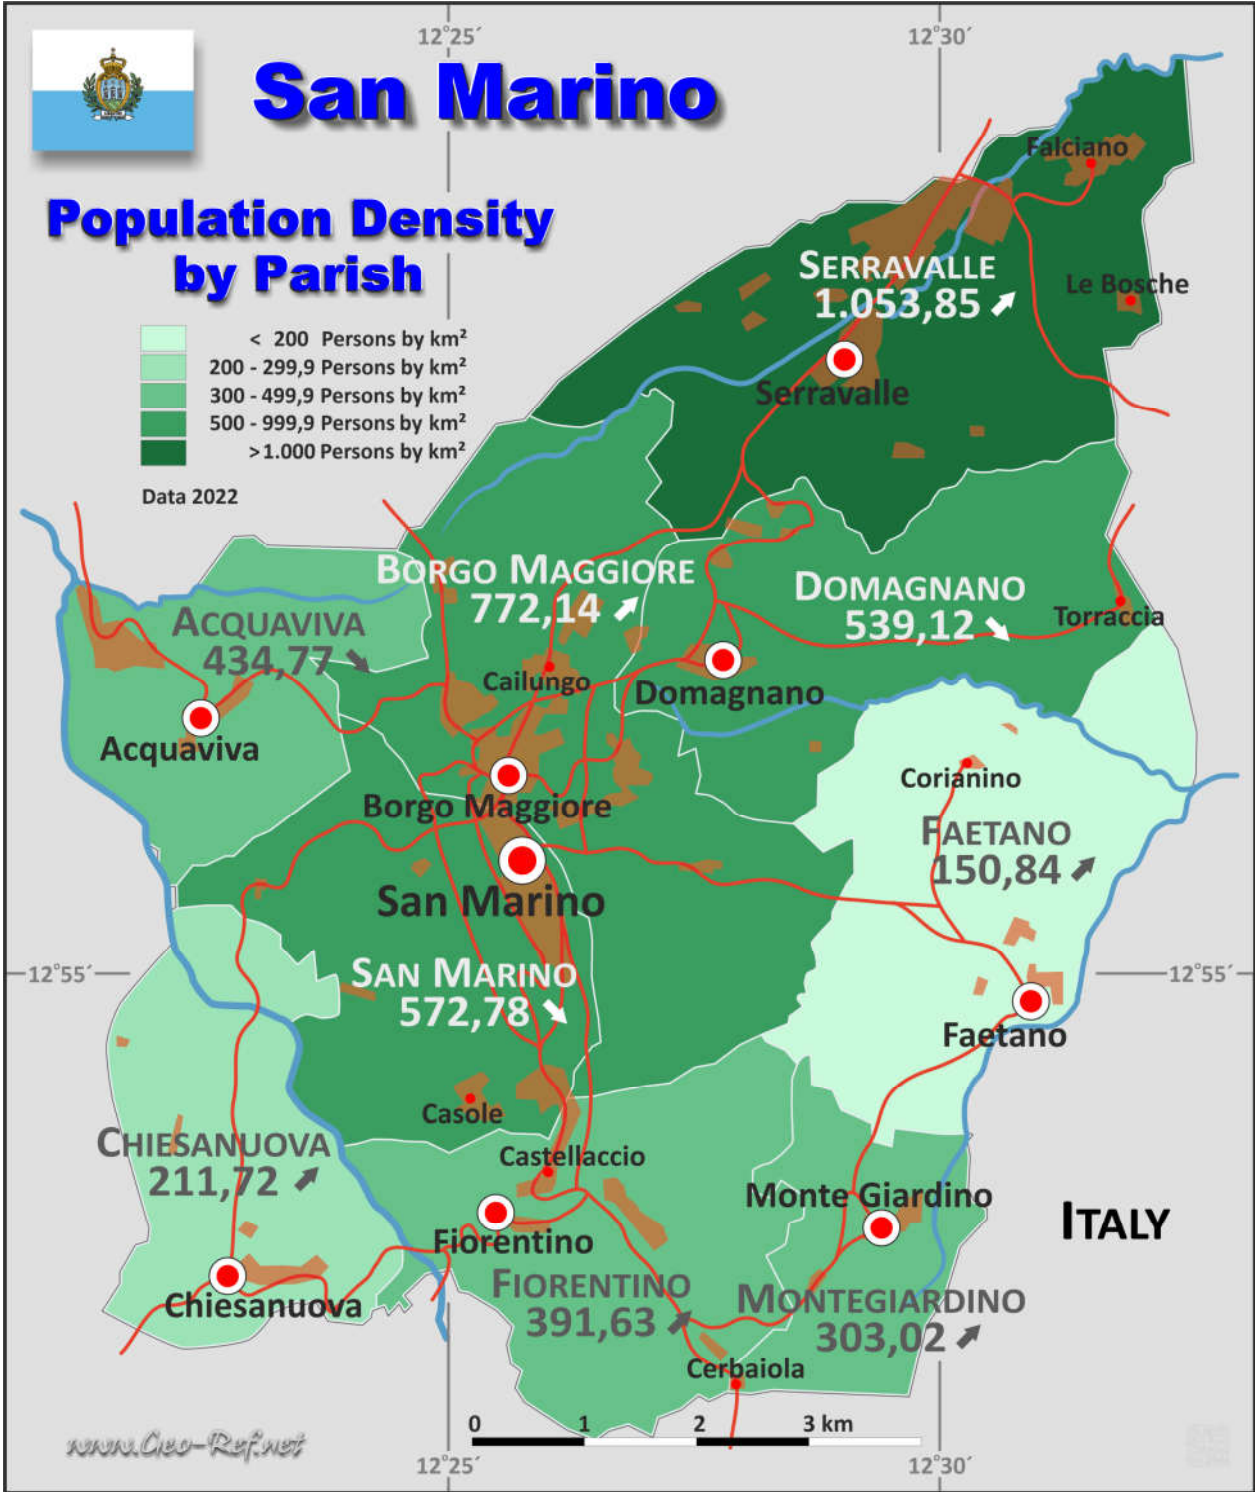 12°25´
12°30´
San Marino
Population Density
by Parish
< 200 Persons by km²
200 - 299,9 Persons by km²
300 - 499,9 Persons by km²
500 - 999,9 Persons by km²
>1.000 Persons by km²
Data 2022
Falciano
SERRAVALLE
1.053,85
Le Bosche
Serravalle
BORGO MAGGIORE
772,14
DOMAGNANO
539,12
Torraccia
ACQUAVIVA
434,77
Cailungo
Domagnano
Acquaviva
Corianino
Borgo Maggiore
FAETANO
150,84
San Marino
12°55´
SAN MARINO
572,78
12°55´
Faetano
Casole
CHIESANUOVA
211,72
Castellaccio
Monte Giardino
ITALY
Fiorentino
Chiesanuova
FIORENTINO
391,63
MONTEGIARDINO
303,02
Cerbaiola
0 1 2 3 km
www.Geo-Ref.net
12°25´
12°30´